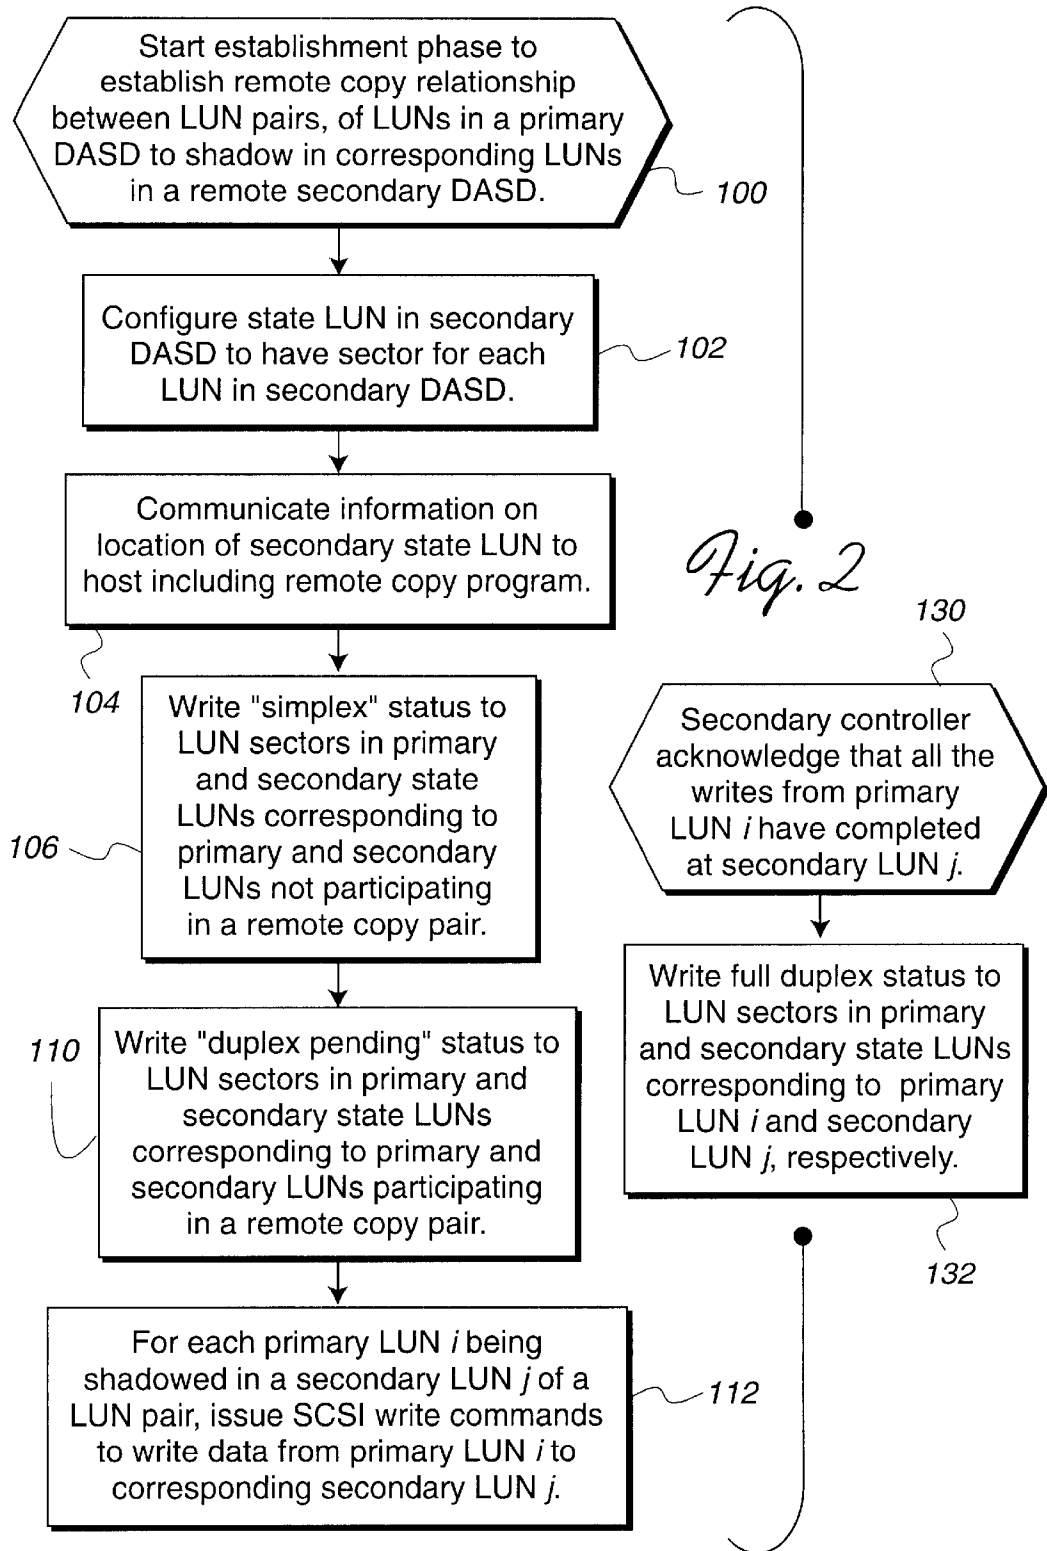 Start establishment phase to
establish remote copy relationship
between LUN pairs, of LUNs in a primary
DASD to shadow in corresponding LUNs
in a remote secondary DASD.
100
Configure state LUN in secondary
DASD to have sector for each
LUN in secondary DASD.
102
Communicate information on
location of secondary state LUN to
host including remote copy program.
104
Write "simplex" status to
LUN sectors in primary
and secondary state
LUNs corresponding to
primary and secondary
LUNs not participating
in a remote copy pair.
106
Write "duplex pending" status to
LUN sectors in primary and
secondary state LUNs
corresponding to primary and
secondary LUNs participating
in a remote copy pair.
110
For each primary LUN i being
shadowed in a secondary LUN j of a
LUN pair, issue SCSI write commands
to write data from primary LUN i to
corresponding secondary LUN j.
112
Fig. 2
130
Secondary controller
acknowledge that all the
writes from primary
LUN i have completed
at secondary LUN j.
Write full duplex status to
LUN sectors in primary
and secondary state LUNs
corresponding to primary
LUN i and secondary
LUN j, respectively.
132